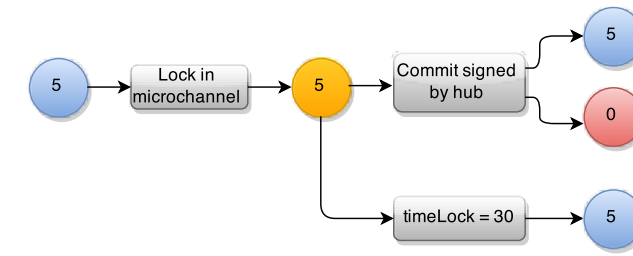 5
Lock in
microchannel
5
Commit signed
by hub
5
0
timeLock = 30
5